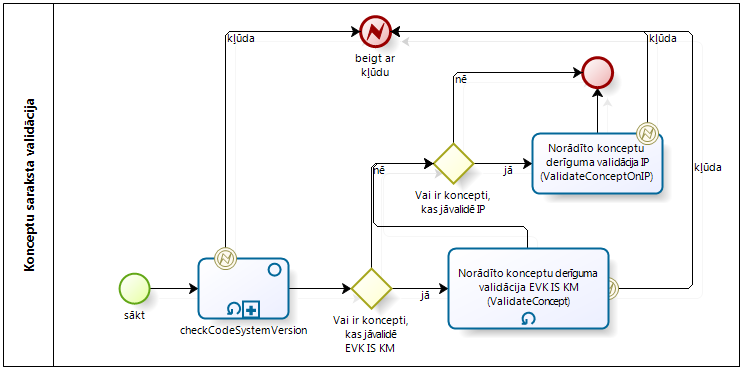 Konceptu saraksta validācija
kļūda
beigt ar
kļūdu
kļūda
nē
Norādīto konceptu
derīguma validācija IP
(ValidateConceptOnIP)
jā
kļūda
nē
Vai ir koncepti,
kas jāvalidē IP
Norādīto konceptu derīguma
validācija EVK IS KM
(ValidateConcept)
jā
sākt
checkCodeSystemVersion
Vai ir koncepti,
kas jāvalidē
EVK IS KM